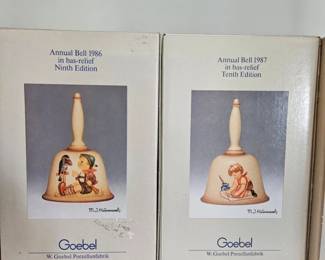 Annual Bell 1986
in bas-relief
Ninth Edition
M.J. Hummel
Goebel
W. Goebel Porzellanfabrik
Annual Bell 1987
in bas-relief
Tenth Edition
M.J. Hummel
Goebel
W. Goebel Porzellanfabrik